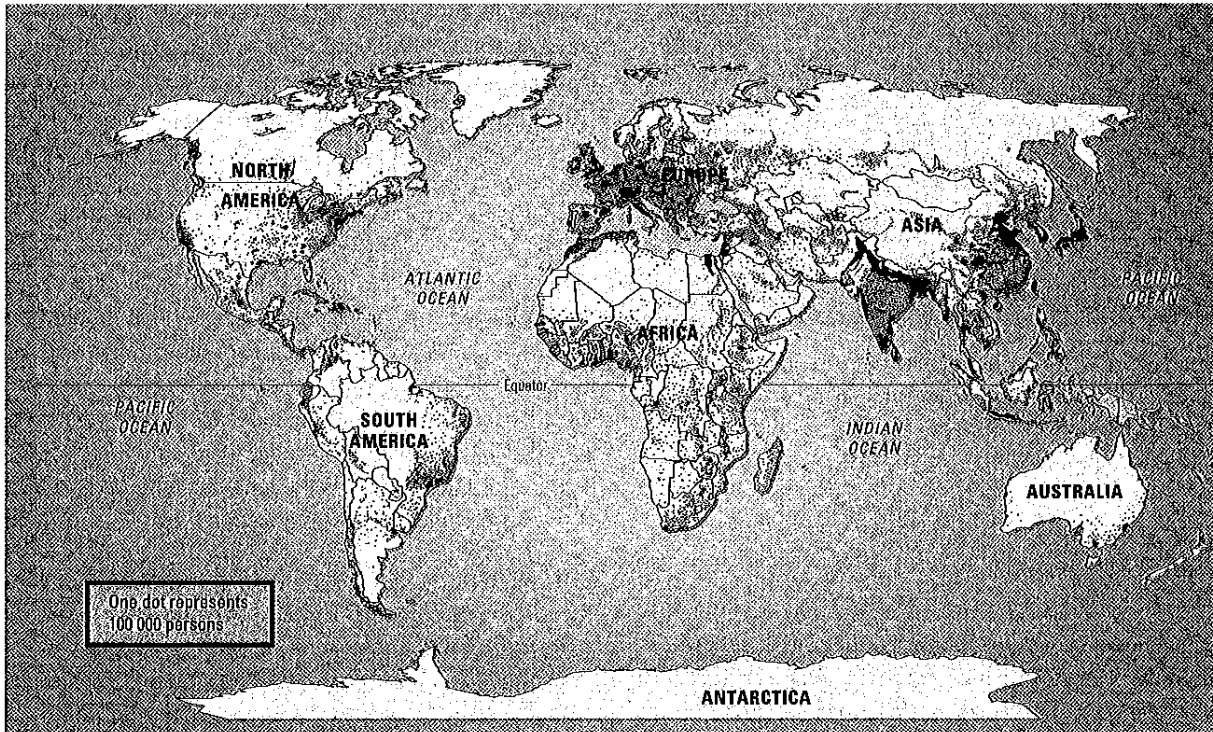 NORTH
AMERICA
EUROPE
ASIA
ATLANTIC
OCEAN
PACIFIC
OCEAN
AFRICA
Equator
PACIFIC
OCEAN
SOUTH
AMERICA
INDIAN
OCEAN
AUSTRALIA
One dot represents
100 000 persons
ANTARCTICA